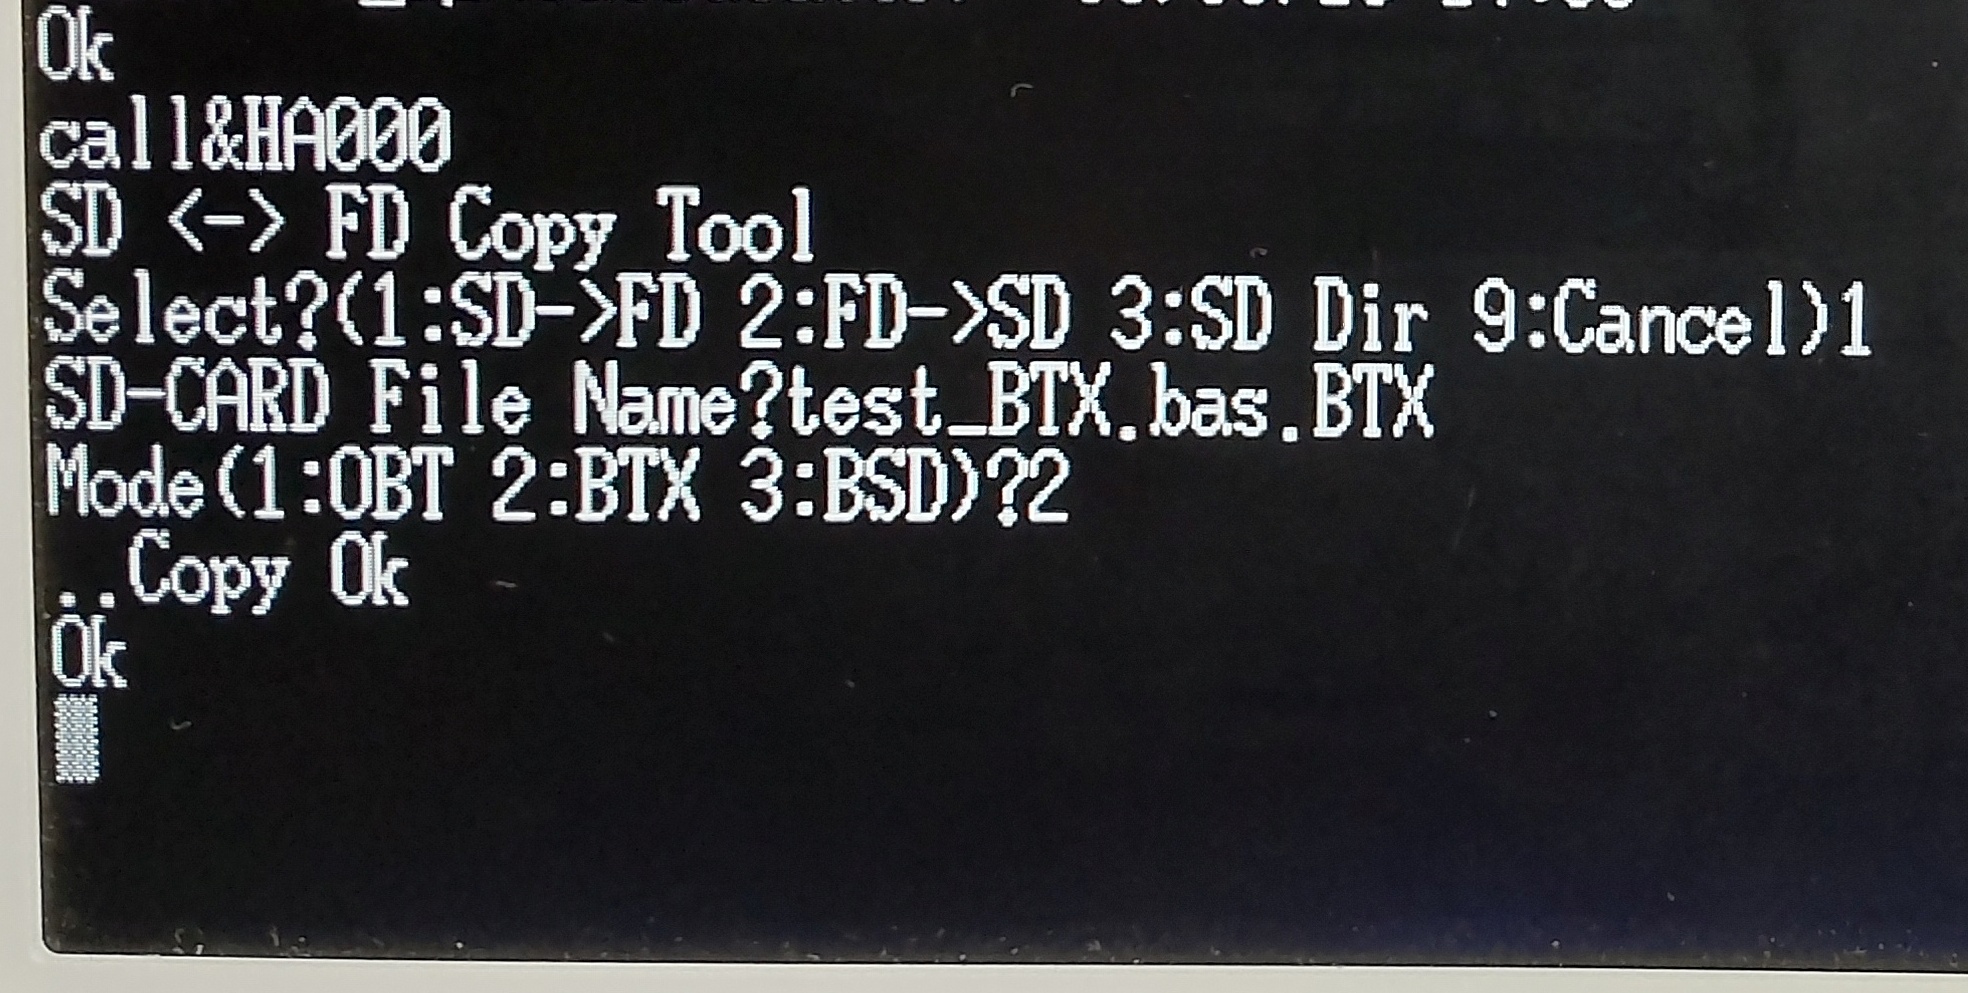 Ok
call&HA000
SD <-> FD Copy Tool
Select?(1:SD->FD 2:FD->SD 3:SD Dir 9:Cancel)1
SD-CARD File Name?test_BTX.bas.BTX
Mode(1:OBT 2:BTX 3:BSD)?2
..Copy Ok
Ok